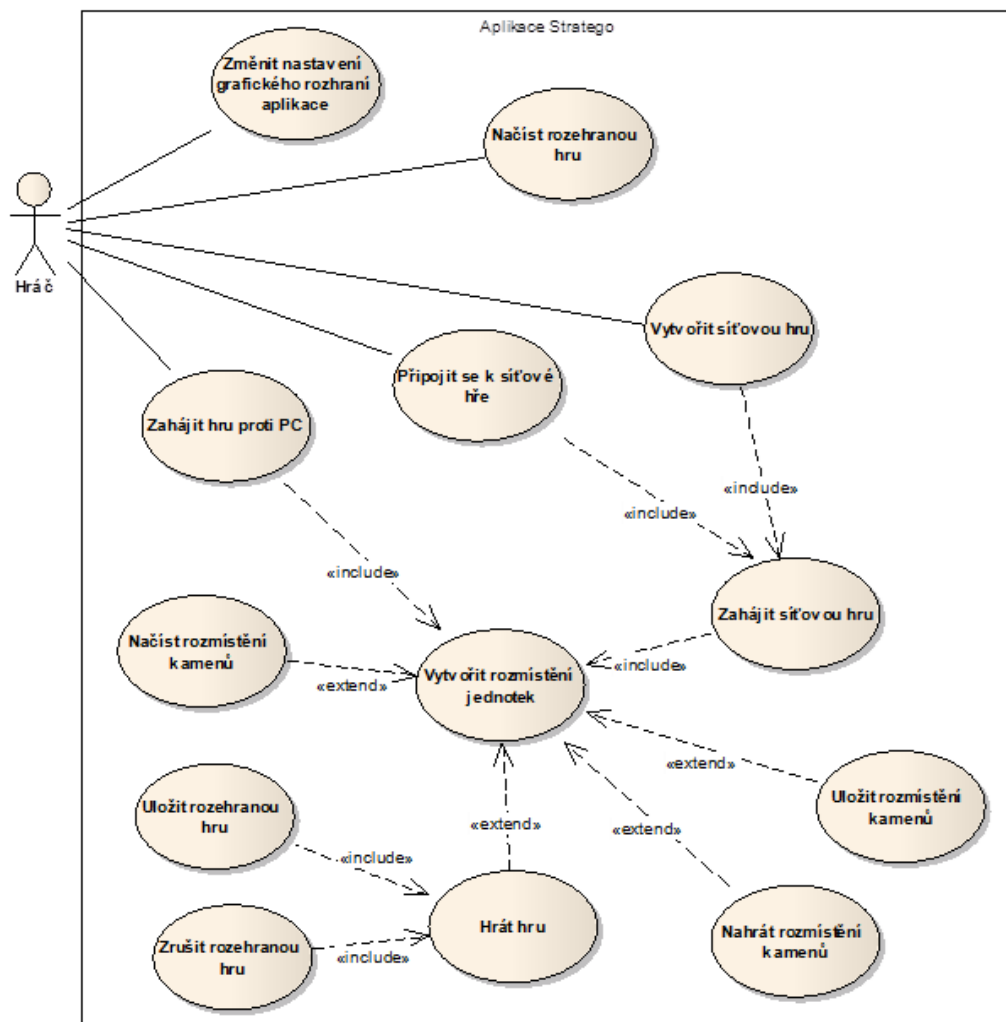 Aplikace Stratego
Změnit nastavení
grafického rozhraní
aplikace
Načíst rozehranou
hru
Hráč
Vytvořit síťovou hru
Připojit se k síťové
hře
Zahájit hru proti PC
«include»
«include»
«include»
Zahájit síťovou hru
Načíst rozmístění
kamenů
«extend»
Vytvořit rozmístění
jednotek
«include»
«extend»
Uložit rozmístění
kamenů
Uložit rozehranou
hru
«extend»
«extend»
«include»
Hrát hru
Nahrát rozmístění
kamenů
Zrušit rozehranou
hru
«include»